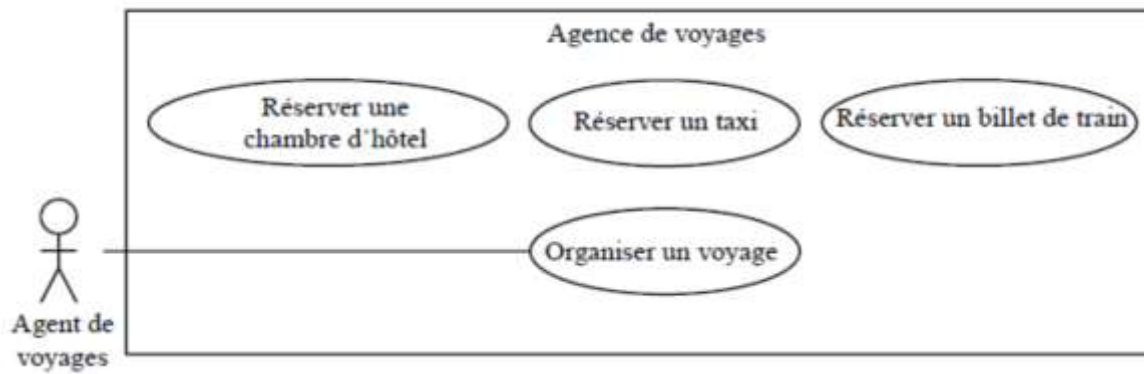 Agence de voyages
Réserver une
chambre d'hôtel
Réserver un taxi
Réserver un billet de train
Organiser un voyage
Agent de
voyages